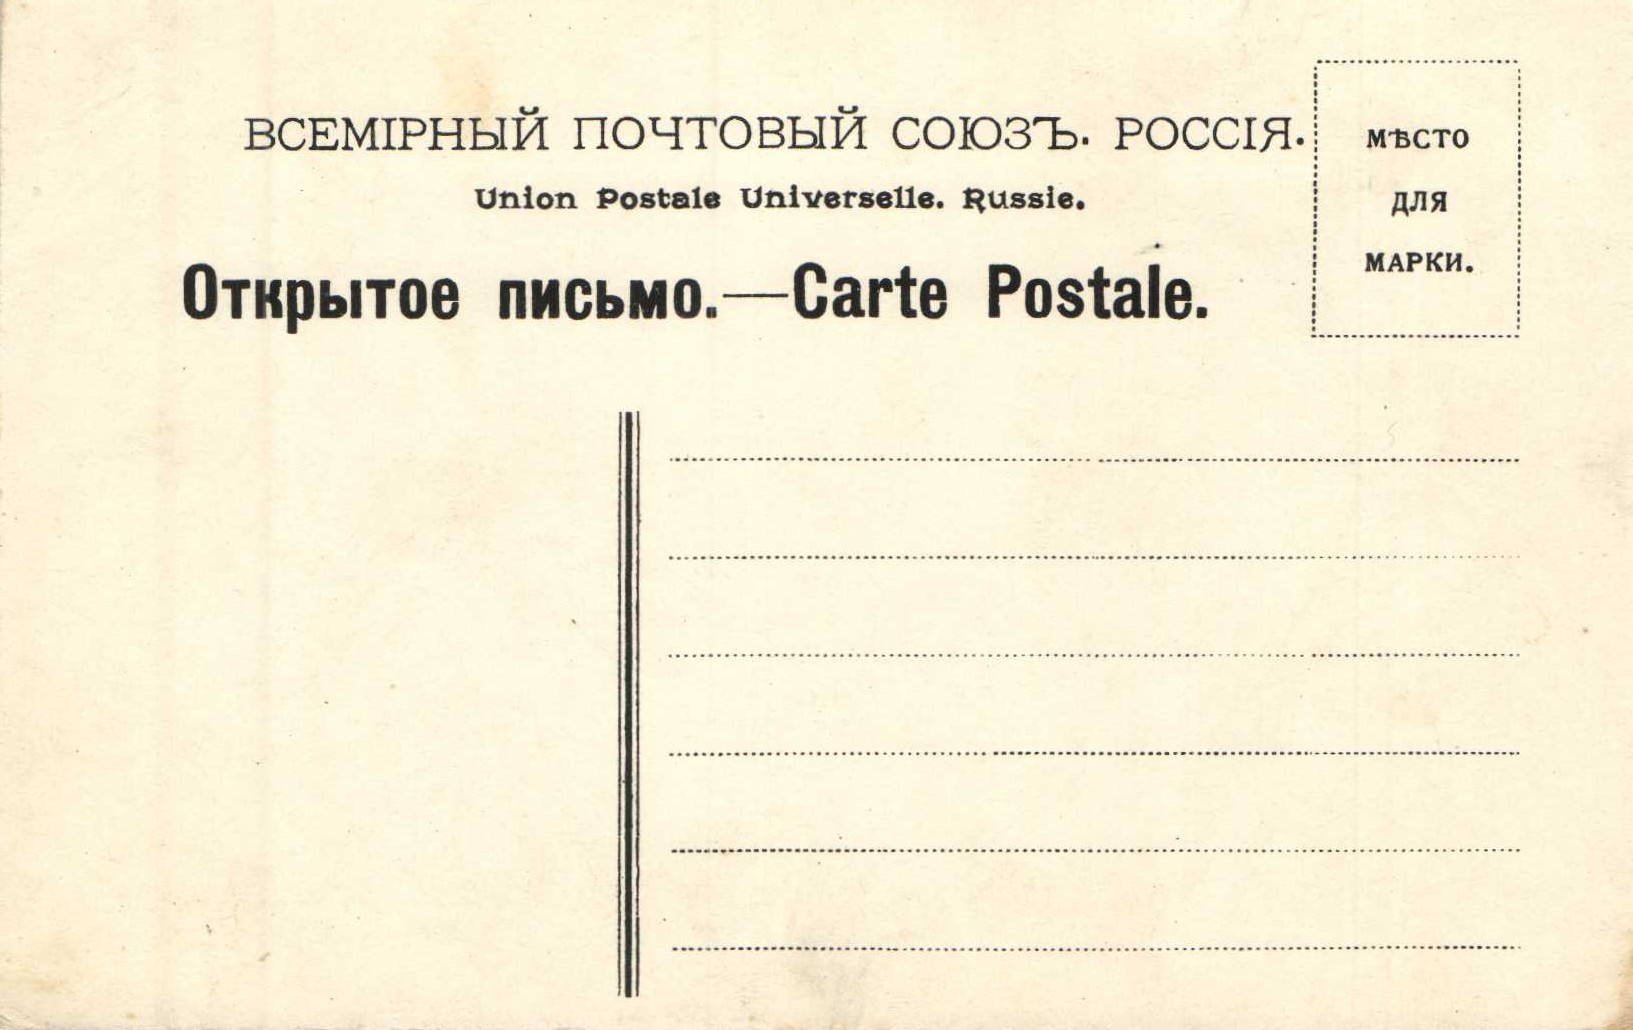 ВСЕМІРНЫЙ ПОЧТОВЫЙ СОЮЗЪ. РОССІЯ.
Union Postale Universelle. Russie.
Открытое письмо.—Carte Postale.
МѢСТО
ДЛЯ
МАРКИ.